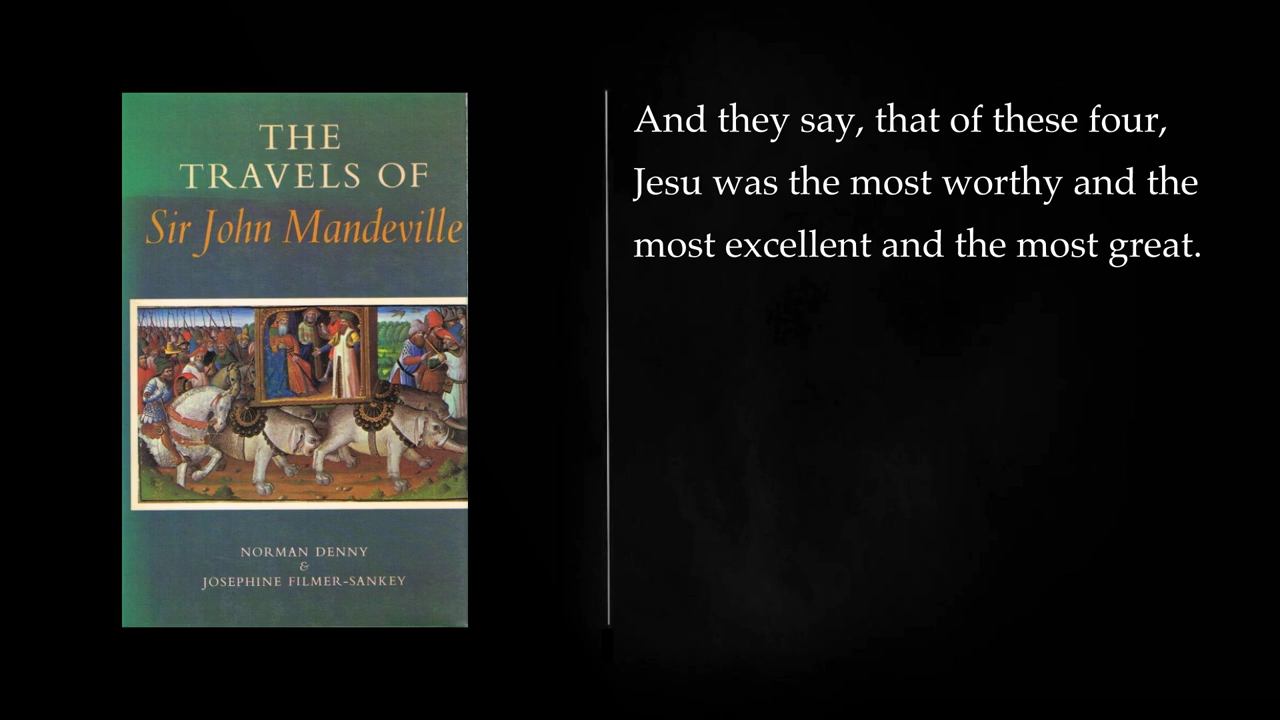 THE
TRAVELS OF
Sir John Mandeville
NORMAN DENNY
&
JOSEPHINE FILMER-SANKEY
And they say, that of these four,
Jesu was the most worthy and the
most excellent and the most great.